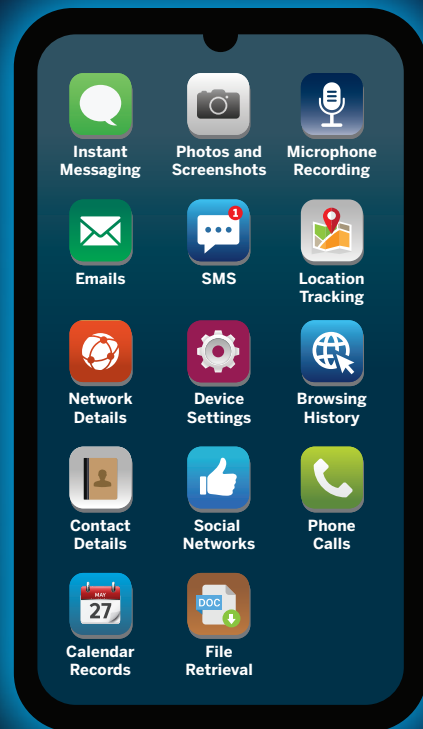 Instant
Messaging
Photos and
Screenshots
Microphone
Recording
Emails
1
SMS
Location
Tracking
Network
Details
Device
Settings
Browsing
History
Contact
Details
Social
Networks
Phone
Calls
MAY
27
Calendar
Records
DOC
File
Retrieval